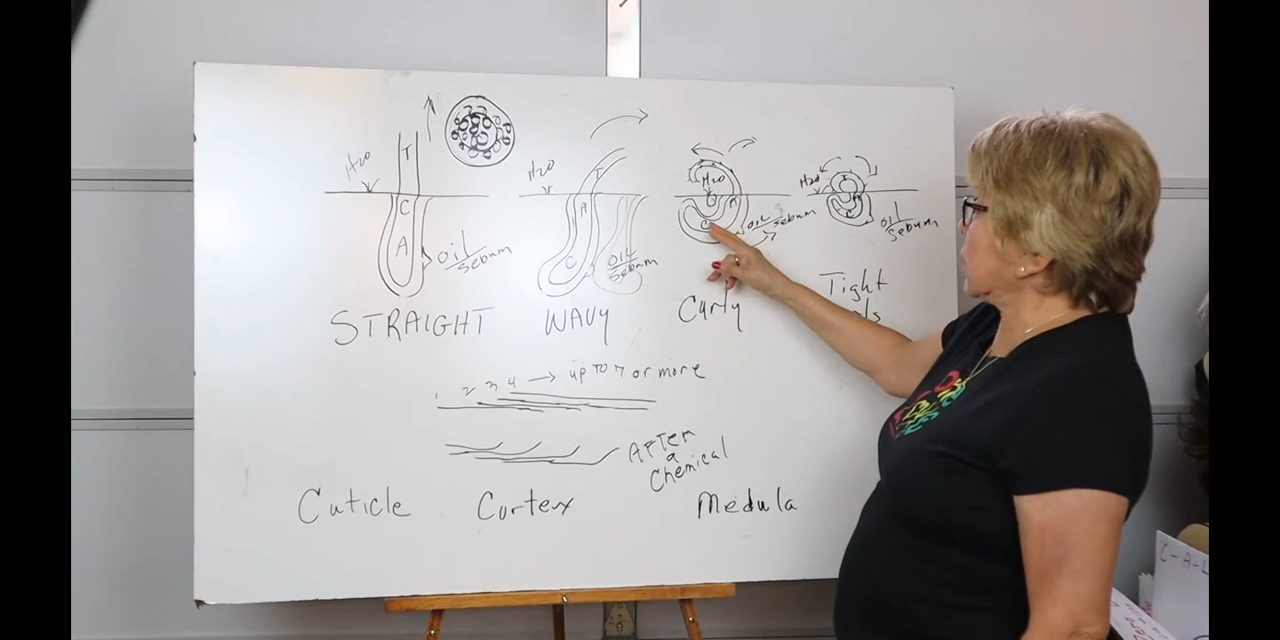 H2O
T
C
A
oil/sebum
STRAIGHT
H2O
T
A
C
oil/sebum
WAVY
H2O
A
C
oil/sebum
Curly
H2O
T
A
C
oil/sebum
Tight
1 2 3 4 → up to 7 or more
AFTER
a
Chemical
Cuticle Cortex Medula
C-A-L